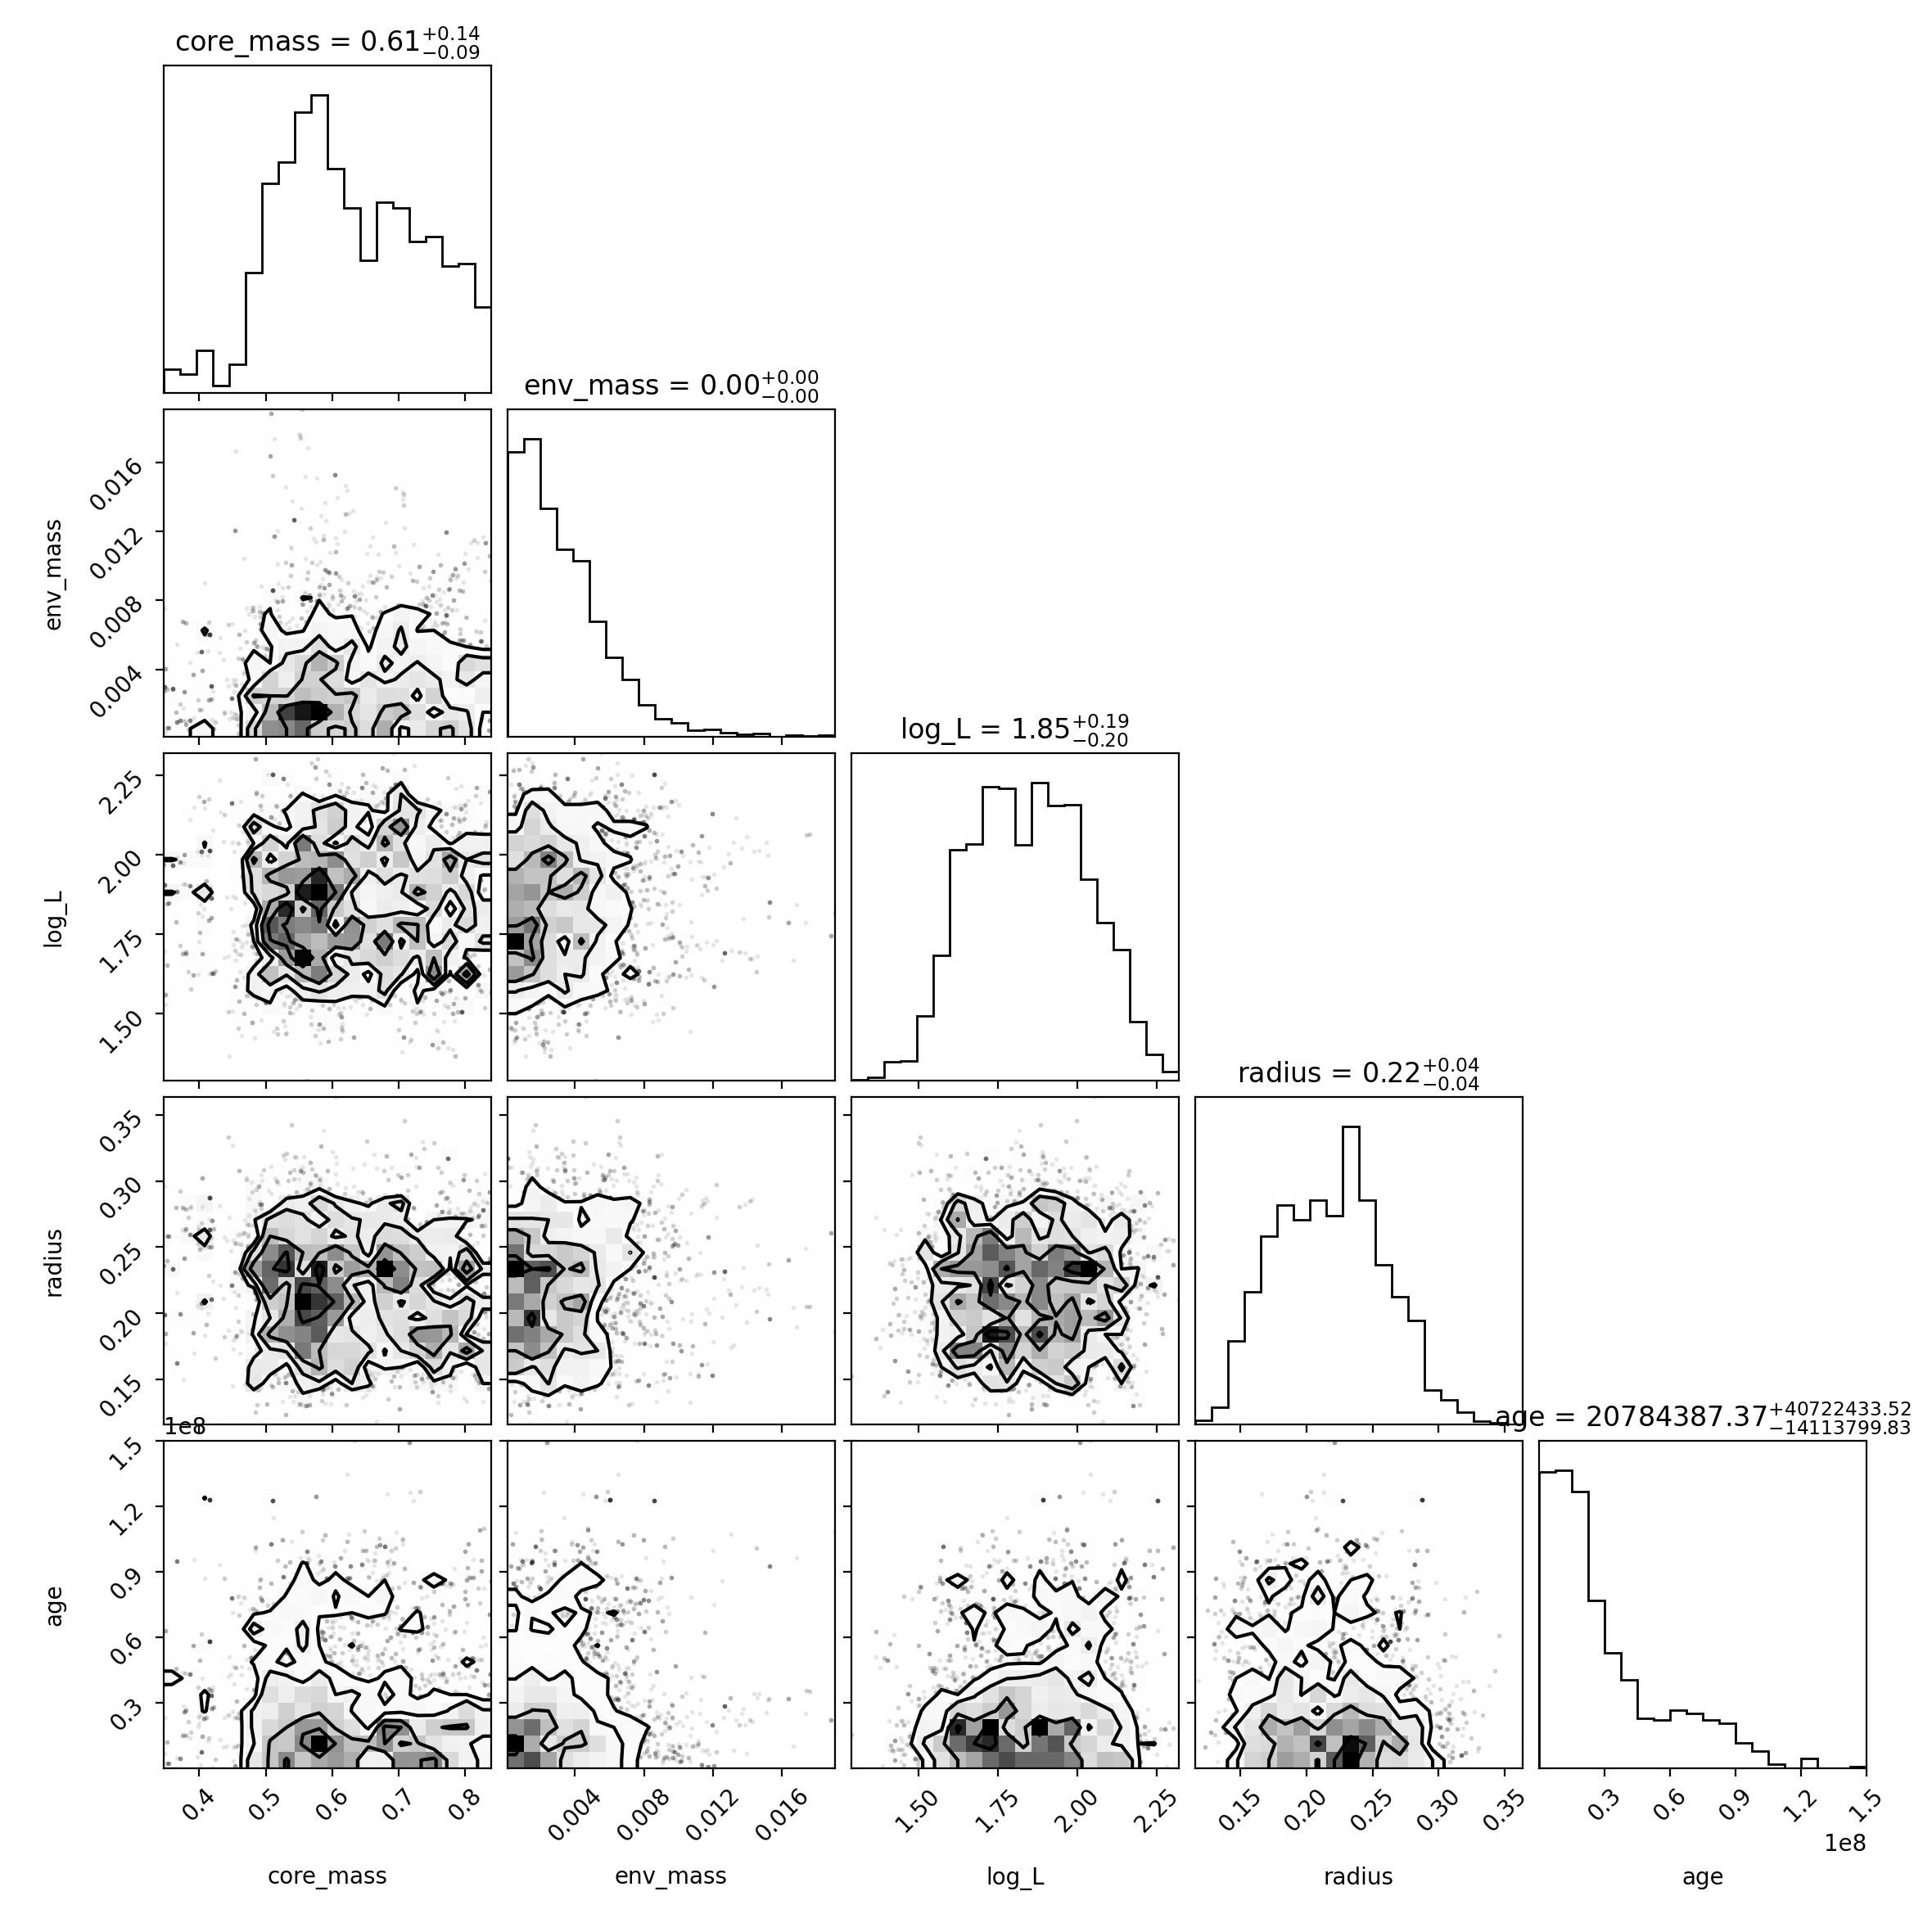 core_mass = 0.61 +0.14 −0.09
env_mass = 0.00 +0.00 −0.00
0.016
0.012
0.008
0.004
env_mass
log_L = 1.85 +0.19 −0.20
2.25
2.00
1.75
1.50
log_L
radius = 0.22 +0.04 −0.04
0.35
0.30
0.25
0.20
0.15
radius
1e8
age = 20784387.37 +40722433.52 −14113799.83
1.5
1.2
0.9
0.6
0.3
age
0.4 0.5 0.6 0.7 0.8
0.004 0.008 0.012 0.016
1.50 1.75 2.00 2.25
0.15 0.20 0.25 0.30 0.35
0.3 0.6 0.9 1.2 1.5
1e8
core_mass env_mass log_L radius age